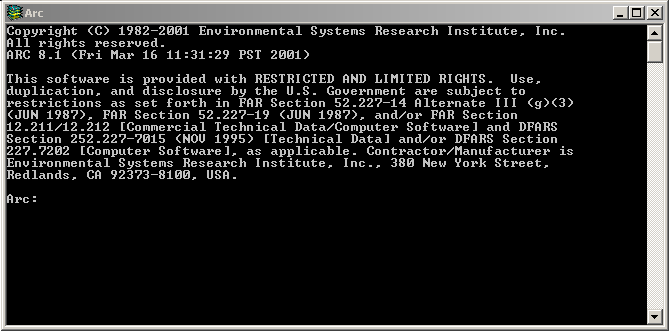 Arc
Copyright (C) 1982-2001 Environmental Systems Research Institute, Inc.
All rights reserved.
ARC 8.1 (Fri Mar 16 11:31:29 PST 2001)
This software is provided with RESTRICTED AND LIMITED RIGHTS.  Use,
duplication, and disclosure by the U.S. Government are subject to
restrictions as set forth in FAR Section 52.227-14 Alternate III (g)(3)
(JUN 1987), FAR Section 52.227-19 (JUN 1987), and/or FAR Section
12.211/12.212 [Commercial Technical Data/Computer Software] and DFARS
Section 252.227-7015 (NOV 1995) [Technical Data] and/or DFARS Section
227.7202 [Computer Software], as applicable. Contractor/Manufacturer is
Environmental Systems Research Institute, Inc., 380 New York Street,
Redlands, CA 92373-8100, USA.
Arc: